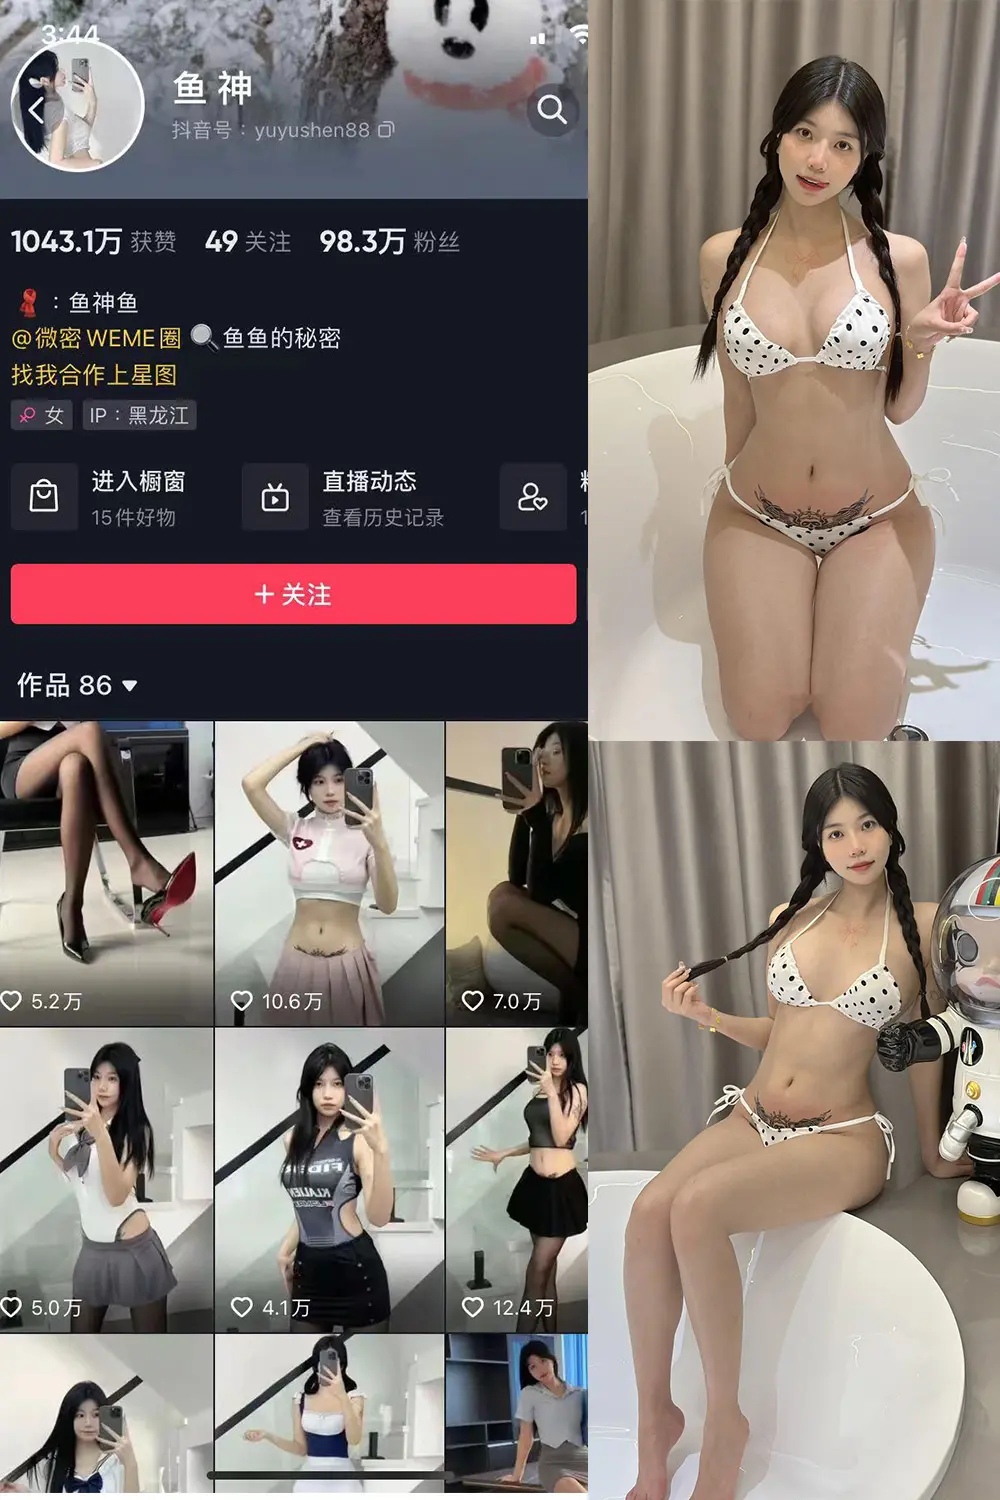 3:44
鱼 神
抖音号：yuyushen88
1043.1万 获赞 49 关注 98.3万 粉丝
：鱼神鱼
@微密 WEME圈 🔍鱼鱼的秘密
找我合作上星图
女 IP：黑龙江
进入橱窗
15件好物
直播动态
查看历史记录
+ 关注
作品 86
5.2万
10.6万
7.0万
5.0万
4.1万
12.4万